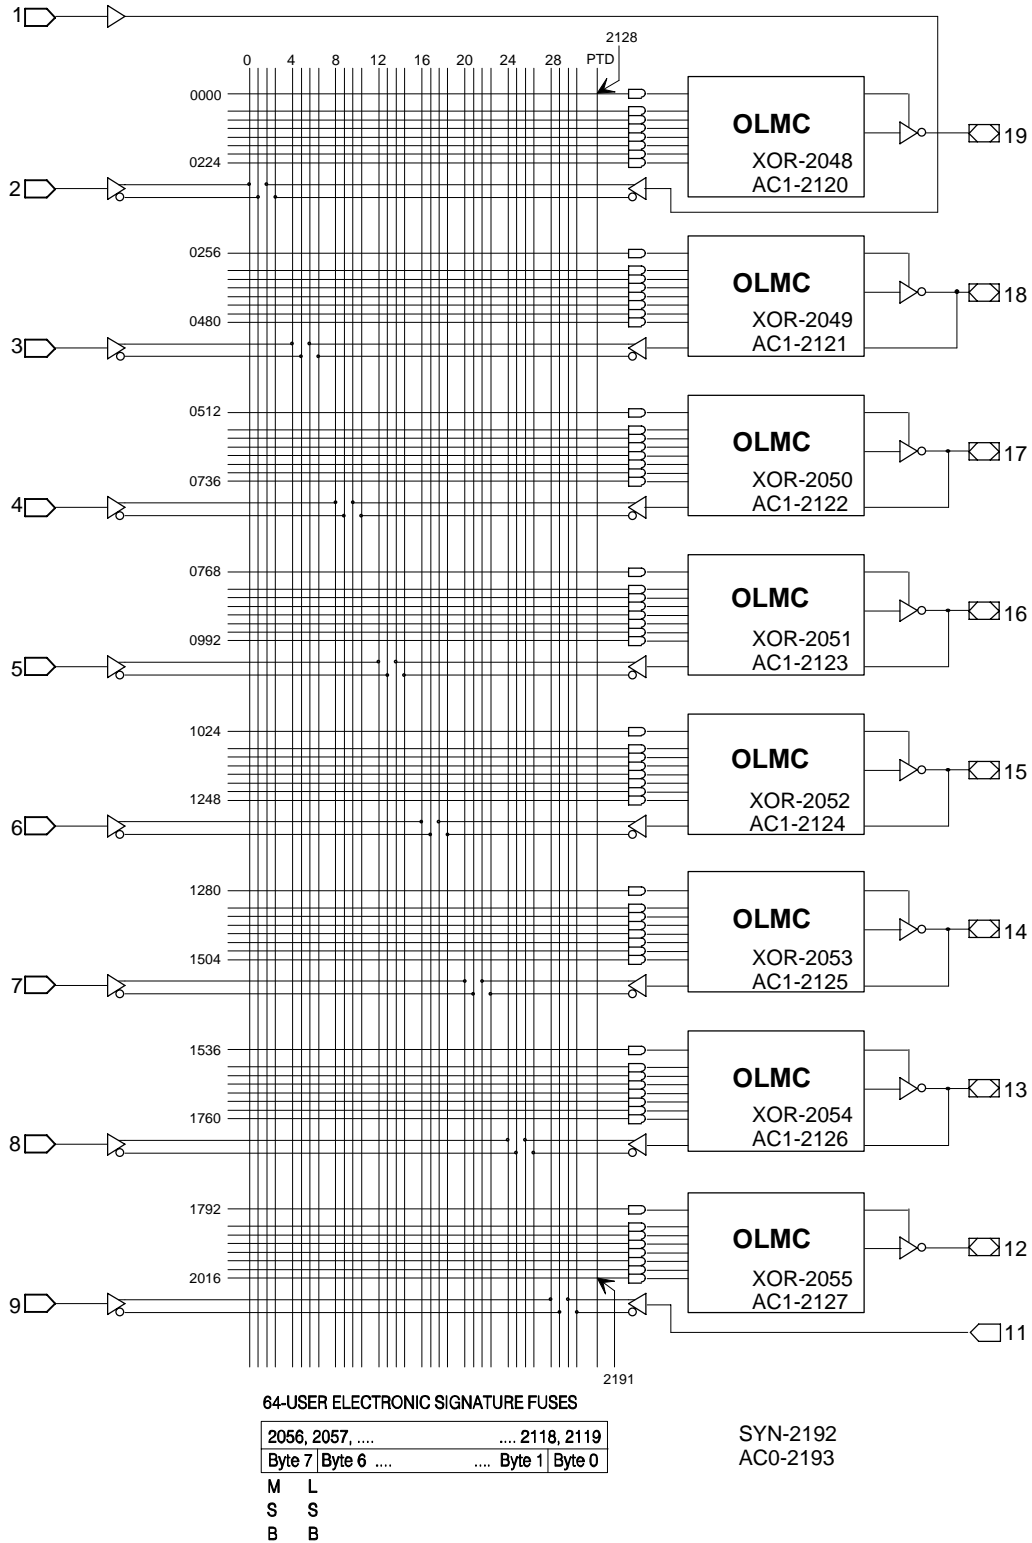 1
2128
0 4 8 12 16 20 24 28 PTD
0000
OLMC
19
XOR-2048
0224
AC1-2120
2
0256
OLMC
18
XOR-2049
0480
AC1-2121
3
0512
OLMC
17
XOR-2050
0736
AC1-2122
4
0768
OLMC
16
XOR-2051
0992
AC1-2123
5
1024
OLMC
15
XOR-2052
1248
AC1-2124
6
1280
OLMC
14
XOR-2053
1504
AC1-2125
7
1536
OLMC
13
XOR-2054
1760
AC1-2126
8
1792
OLMC
12
XOR-2055
2016
AC1-2127
9
11
2191
64-USER ELECTRONIC SIGNATURE FUSES
2056, 2057, .... .... 2118, 2119
Byte 7 Byte 6 .... .... Byte 1 Byte 0
M L
S S
B B
SYN-2192
AC0-2193